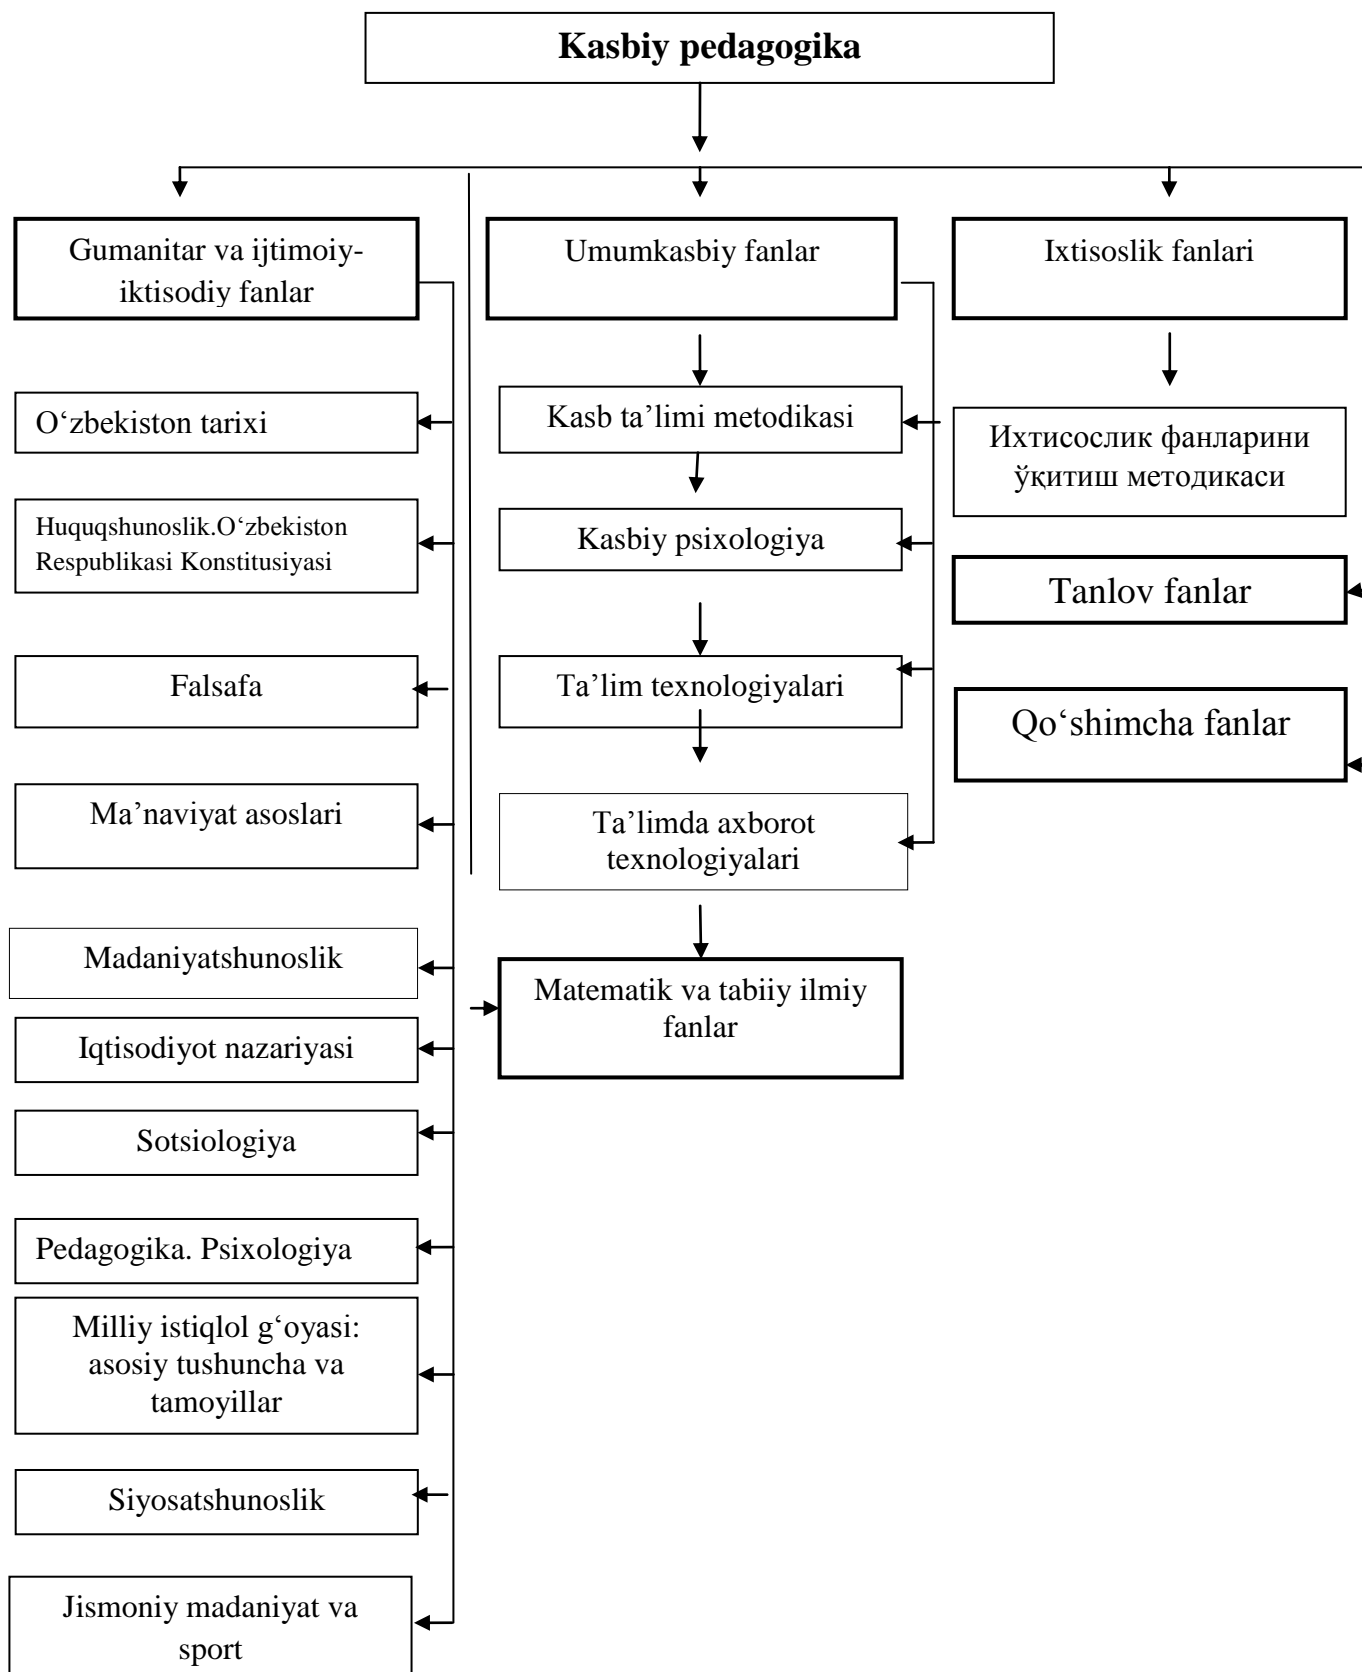 Kasbiy pedagogika
Gumanitar va ijtimoiy-
iktisodiy fanlar
O‘zbekiston tarixi
Huquqshunoslik.O‘zbekiston
Respublikasi Konstitusiyasi
Falsafa
Ma’naviyat asoslari
Madaniyatshunoslik
Iqtisodiyot nazariyasi
Sotsiologiya
Pedagogika. Psixologiya
Milliy istiqlol g‘oyasi:
asosiy tushuncha va
tamoyillar
Siyosatshunoslik
Jismoniy madaniyat va
sport
Umumkasbiy fanlar
Kasb ta’limi metodikasi
Kasbiy psixologiya
Ta’lim texnologiyalari
Ta’limda axborot
texnologiyalari
Matematik va tabiiy ilmiy
fanlar
Ixtisoslik fanlari
Ихтисослик фанларини
ўқитиш методикаси
Tanlov fanlar
Qo‘shimcha fanlar